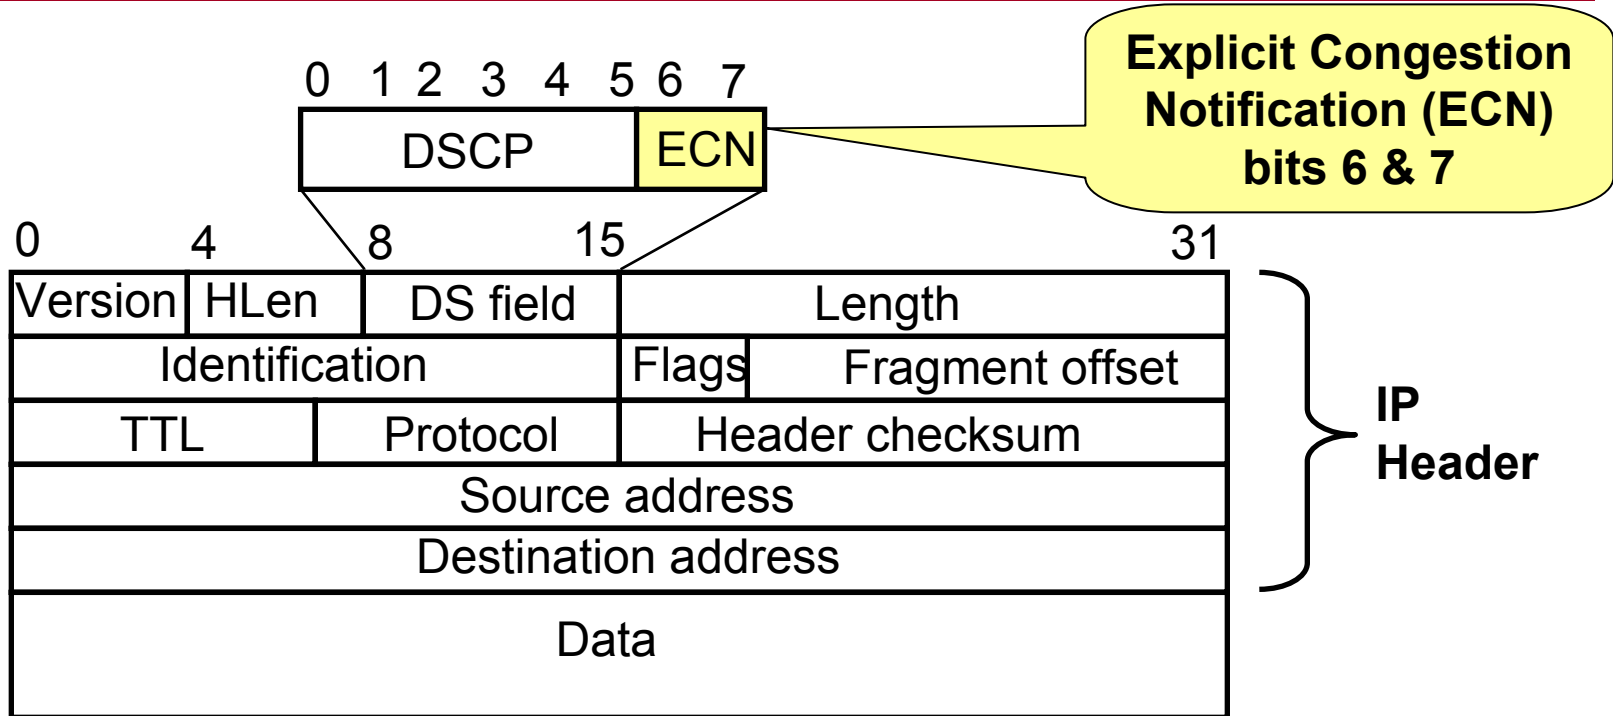 Explicit Congestion
Notification (ECN)
bits 6 & 7
0 1 2 3 4 5 6 7
DSCP ECN
0 4 8 15 31
Version HLen DS field Length
Identification Flags Fragment offset
TTL Protocol Header checksum
Source address
Destination address
Data
IP
Header